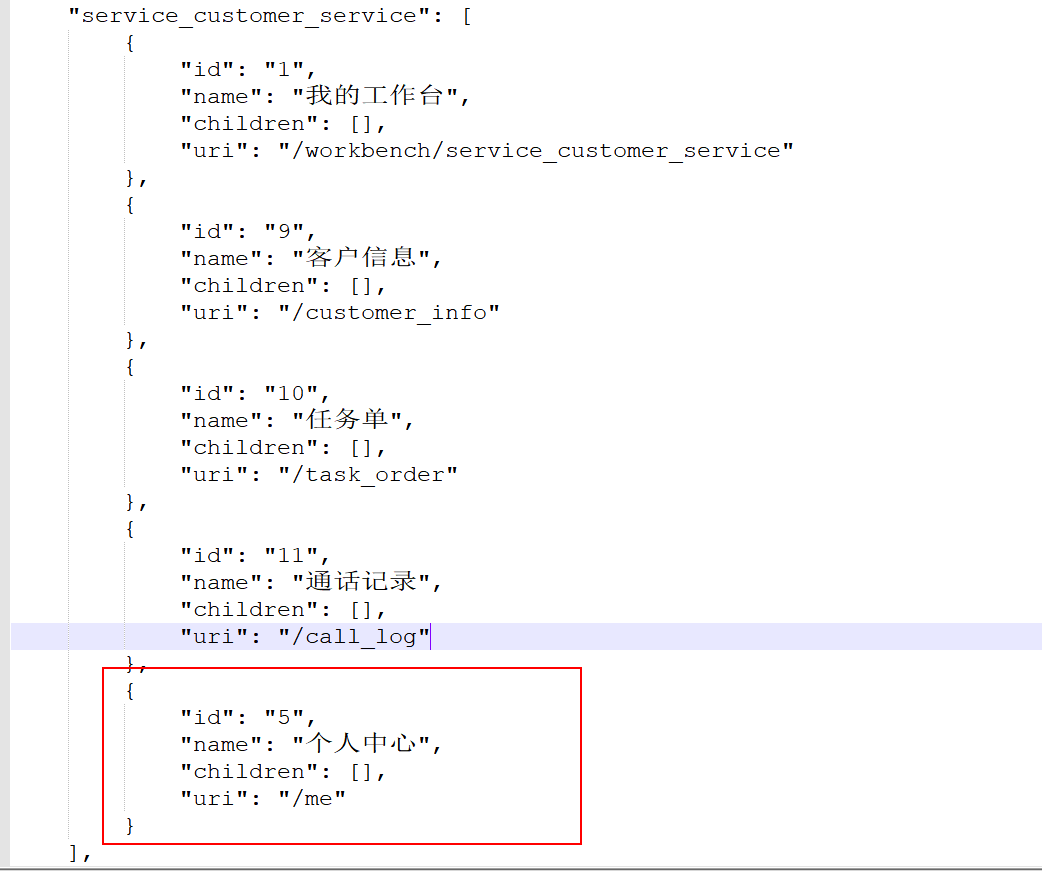 "service_customer_service": [
{
"id": "1",
"name": "我的工作台",
"children": [],
"uri": "/workbench/service_customer_service"
},
{
"id": "9",
"name": "客户信息",
"children": [],
"uri": "/customer_info"
},
{
"id": "10",
"name": "任务单",
"children": [],
"uri": "/task_order"
},
{
"id": "11",
"name": "通话记录",
"children": [],
"uri": "/call_log"
},
{
"id": "5",
"name": "个人中心",
"children": [],
"uri": "/me"
}
],